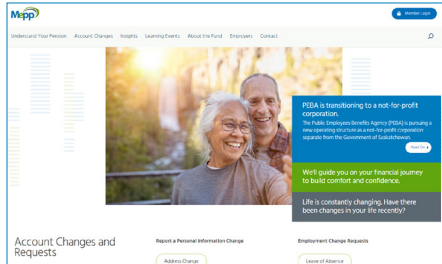 Mepp
Member Login
Understand Your Pension Account Changes Insights Learning Events About the Fund Employers Contact
PEBA is transitioning to a not-for-profit
corporation.
The Public Employees Benefits Agency (PEBA) is pursuing a
new operating structure as a not-for-profit corporation
separate from the Government of Saskatchewan.
Read On
We'll guide you on your financial journey
to build comfort and confidence.
Life is constantly changing. Have there
been changes in your life recently?
Account Changes and
Requests
Report a Personal Information Change
Address Change
Employment Change Requests
Leave of Absence